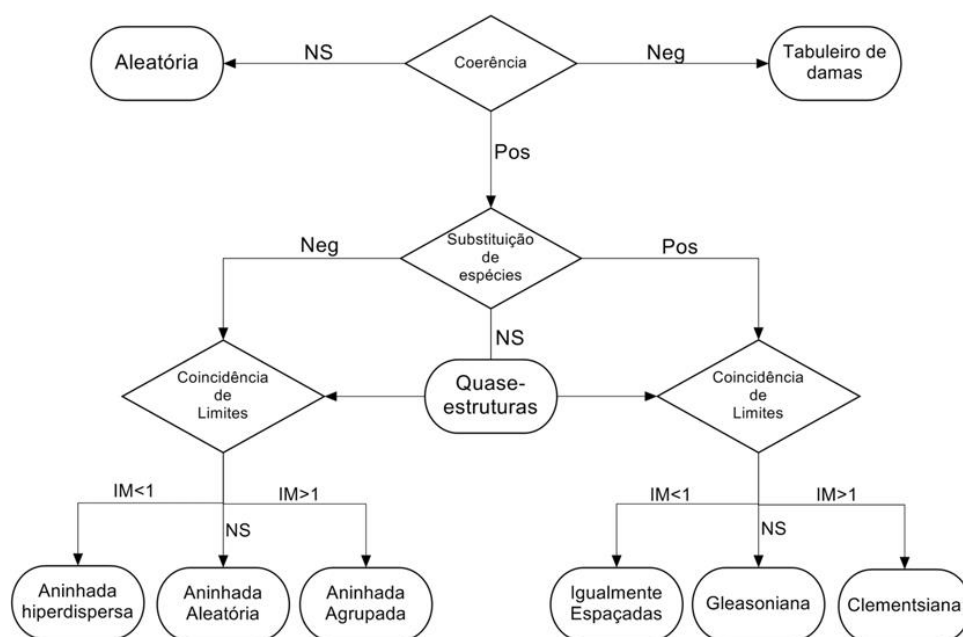 Aleatória
NS
Coerência
Neg
Tabuleiro de
damas
Pos
Neg
Substituição
de
espécies
Pos
NS
Coincidência
de
Limites
Quase-
estruturas
Coincidência
de
Limites
IM<1
IM>1
NS
IM<1
IM>1
NS
Aninhada
hiperdispersa
Aninhada
Aleatória
Aninhada
Agrupada
Igualmente
Espaçadas
Gleasoniana
Clementsiana